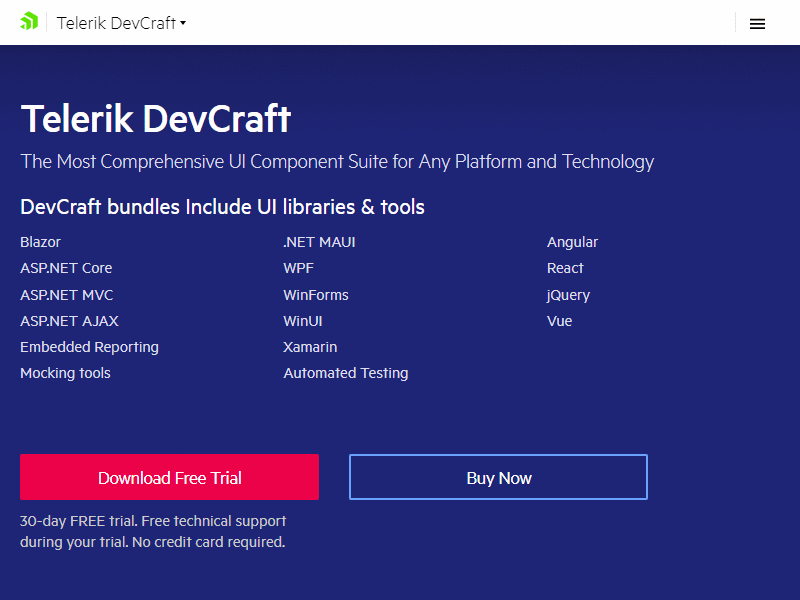 Telerik DevCraft
Telerik DevCraft
The Most Comprehensive UI Component Suite for Any Platform and Technology
DevCraft bundles Include UI libraries & tools
Blazor
ASP.NET Core
ASP.NET MVC
ASP.NET AJAX
Embedded Reporting
Mocking tools
.NET MAUI
WPF
WinForms
WinUI
Xamarin
Automated Testing
Angular
React
jQuery
Vue
Download Free Trial
Buy Now
30-day FREE trial. Free technical support
during your trial. No credit card required.